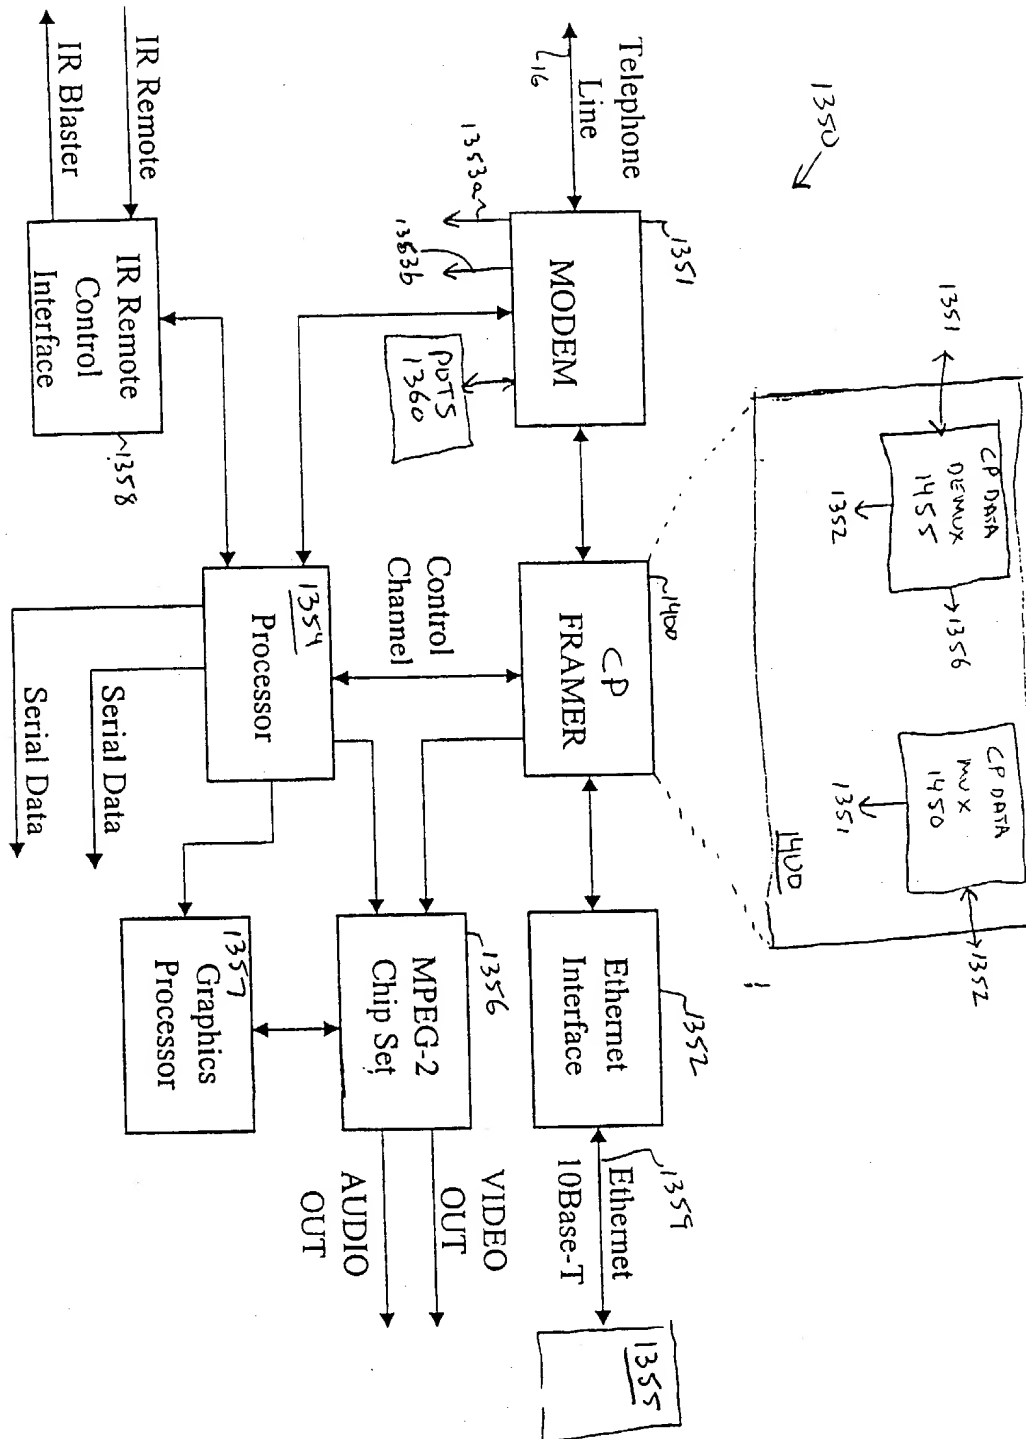 1350
1351
CP DATA
DEMUX
1455
1352
1356
CP DATA
MUX
1450
1351
1352
1400
Telephone
Line
16
1351
MODEM
1353a
1353b
POTS
1360
1400
CP
FRAMER
1352
Ethernet
Interface
1359
Ethernet
10Base-T
1355
Control
Channel
1356
MPEG-2
Chip Set
VIDEO
OUT
AUDIO
OUT
IR Remote
IR Blaster
IR Remote
Control
Interface
1358
1354
Processor
Serial Data
Serial Data
1357
Graphics
Processor